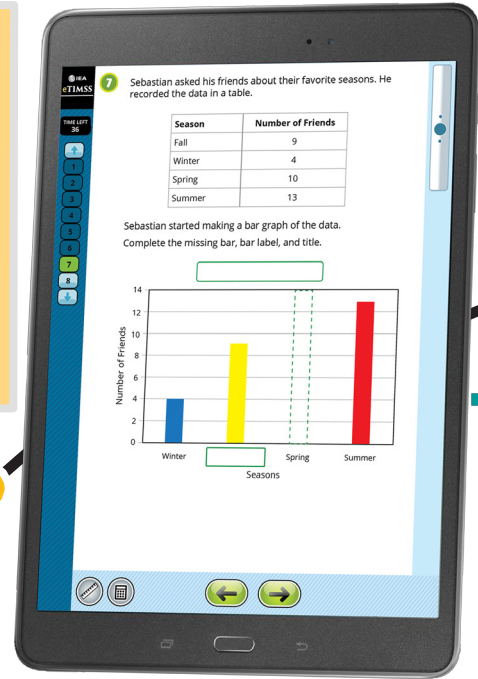 IEA
eTIMSS
TIME LEFT
36
1
2
3
4
5
6
7
8
7 Sebastian asked his friends about their favorite seasons. He
recorded the data in a table.
Season Number of Friends
Fall 9
Winter 4
Spring 10
Summer 13
Sebastian started making a bar graph of the data.
Complete the missing bar, bar label, and title.
14
12
10
8
6
4
2
0
Number of Friends
Winter Spring Summer
Seasons